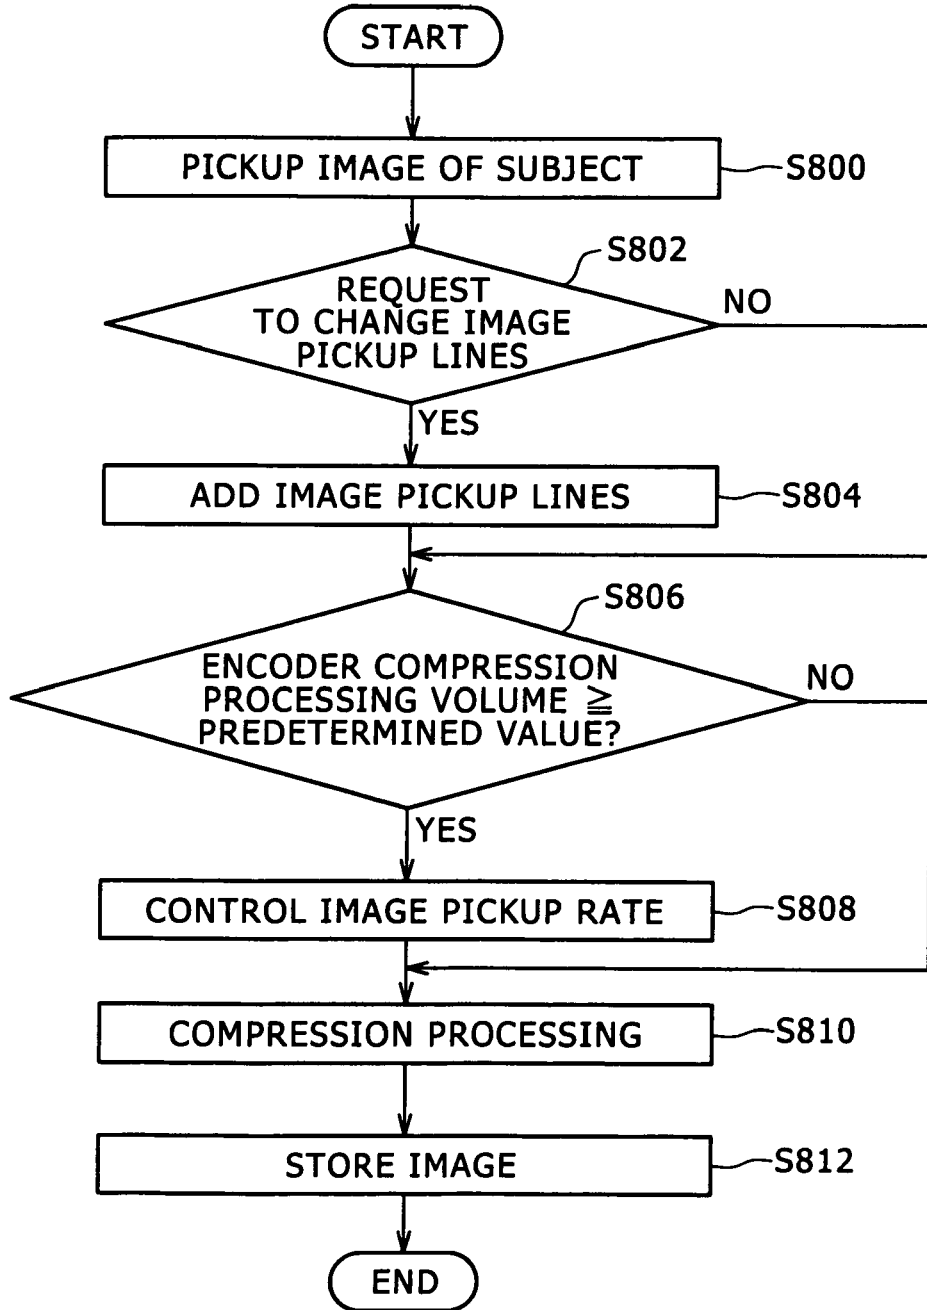 START
PICKUP IMAGE OF SUBJECT
S800
S802
REQUEST
TO CHANGE IMAGE
PICKUP LINES
NO
YES
ADD IMAGE PICKUP LINES
S804
S806
ENCODER COMPRESSION
PROCESSING VOLUME ≧
PREDETERMINED VALUE?
NO
YES
CONTROL IMAGE PICKUP RATE
S808
COMPRESSION PROCESSING
S810
STORE IMAGE
S812
END